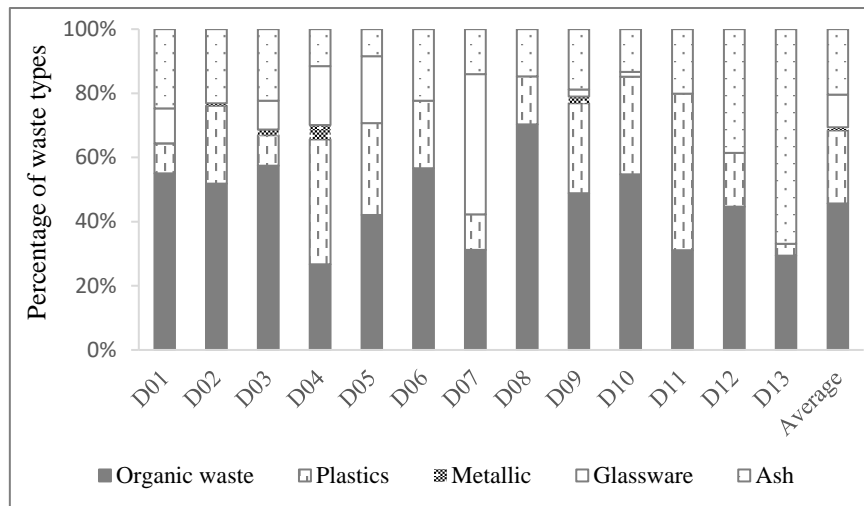 Percentage of waste types
100%
80%
60%
40%
20%
0%
D01
D02
D03
D04
D05
D06
D07
D08
D09
D10
D11
D12
D13
Average
Organic waste
Plastics
Metallic
Glassware
Ash